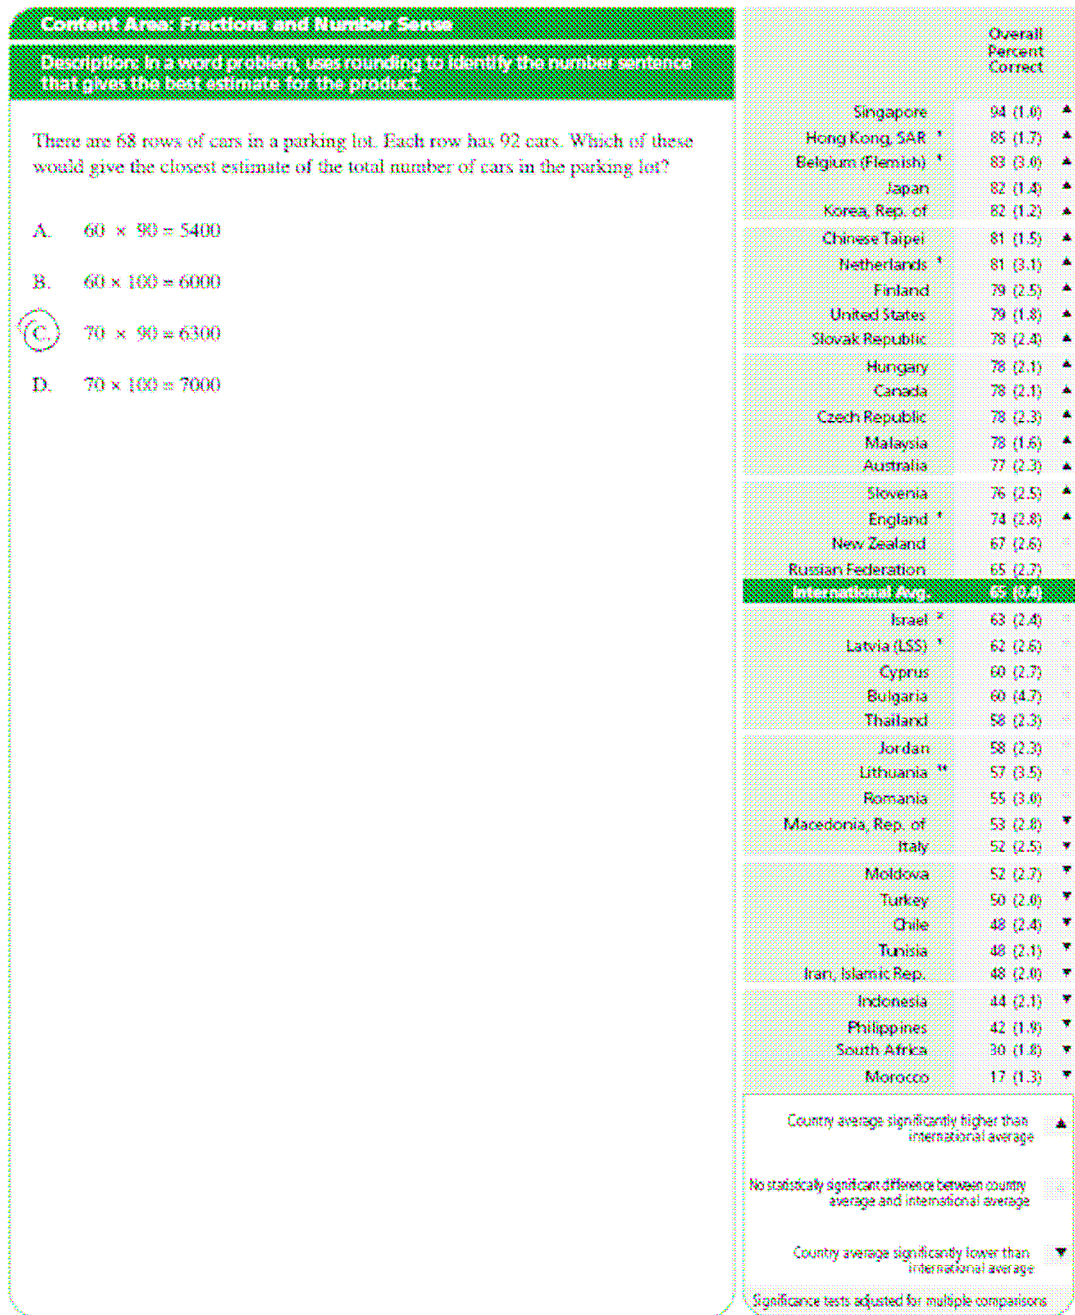 Content Area: Fractions and Number Sense
Description: In a word problem, uses rounding to identify the number sentence
that gives the best estimate for the product.
There are 68 rows of cars in a parking lot. Each row has 92 cars. Which of these
would give the closest estimate of the total number of cars in the parking lot?
A. 60 × 90 = 5400
B. 60 × 100 = 6000
C. 70 × 90 = 6300
D. 70 × 100 = 7000
Overall
Percent
Correct
Singapore 94 (1.0) ▲
Hong Kong, SAR † 85 (1.7) ▲
Belgium (Flemish) † 83 (3.0) ▲
Japan 82 (1.4) ▲
Korea, Rep. of 82 (1.2) ▲
Chinese Taipei 81 (1.5) ▲
Netherlands † 81 (3.1) ▲
Finland 79 (2.5) ▲
United States 79 (1.8) ▲
Slovak Republic 78 (2.4) ▲
Hungary 78 (2.1) ▲
Canada 78 (2.1) ▲
Czech Republic 78 (2.3) ▲
Malaysia 78 (1.6) ▲
Australia 77 (2.3) ▲
Slovenia 76 (2.5) ▲
England † 74 (2.8) ▲
New Zealand 67 (2.6)
Russian Federation 65 (2.7)
International Avg. 65 (0.4)
Israel 2 63 (2.4)
Latvia (LSS) 1 62 (2.6)
Cyprus 60 (2.7)
Bulgaria 60 (4.7)
Thailand 58 (2.3)
Jordan 58 (2.3)
Lithuania 57 (3.5)
Romania 55 (3.0)
Macedonia, Rep. of 53 (2.8) ▼
Italy 52 (2.5) ▼
Moldova 52 (2.7) ▼
Turkey 50 (2.0) ▼
Chile 48 (2.4) ▼
Tunisia 48 (2.1) ▼
Iran, Islamic Rep. 48 (2.0) ▼
Indonesia 44 (2.1) ▼
Philippines 42 (1.9) ▼
South Africa 30 (1.8) ▼
Morocco 17 (1.3) ▼
Country average significantly higher than ▲
international average
No statistically significant difference between country
average and international average
Country average significantly lower than ▼
international average
Significance tests adjusted for multiple comparisons